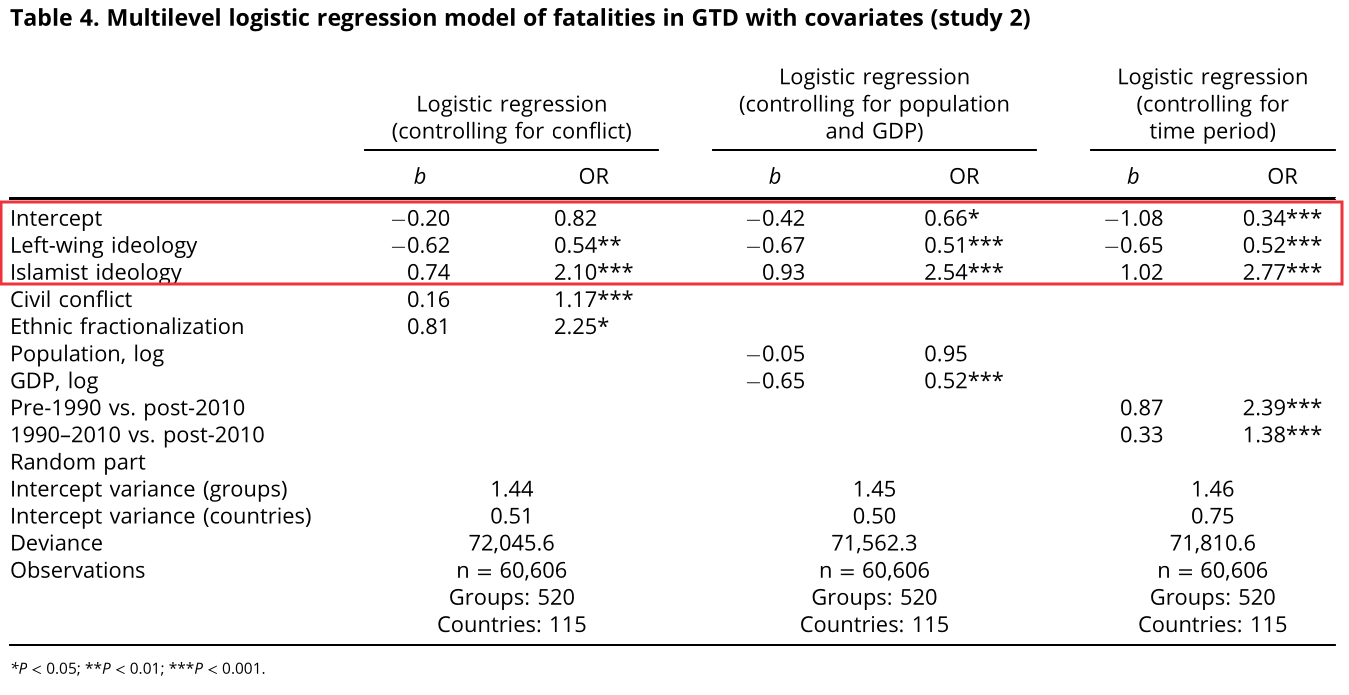 Table 4. Multilevel logistic regression model of fatalities in GTD with covariates (study 2)
Logistic regression (controlling for conflict) Logistic regression (controlling for population and GDP) Logistic regression (controlling for time period)
b OR b OR b OR
Intercept −0.20 0.82 −0.42 0.66* −1.08 0.34***
Left-wing ideology −0.62 0.54** −0.67 0.51*** −0.65 0.52***
Islamist ideology 0.74 2.10*** 0.93 2.54*** 1.02 2.77***
Civil conflict 0.16 1.17***
Ethnic fractionalization 0.81 2.25*
Population, log −0.05 0.95
GDP, log −0.65 0.52***
Pre-1990 vs. post-2010 0.87 2.39***
1990–2010 vs. post-2010 0.33 1.38***
Random part
Intercept variance (groups) 1.44 1.45 1.46
Intercept variance (countries) 0.51 0.50 0.75
Deviance 72,045.6 71,562.3 71,810.6
Observations n = 60,606 n = 60,606 n = 60,606
Groups: 520 Groups: 520 Groups: 520
Countries: 115 Countries: 115 Countries: 115
*P < 0.05; **P < 0.01; ***P < 0.001.